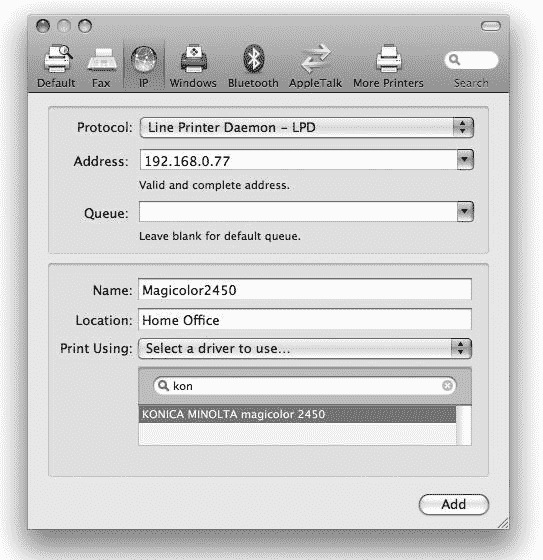 Default Fax IP Windows Bluetooth AppleTalk More Printers Search
Protocol: Line Printer Daemon – LPD
Address: 192.168.0.77
Valid and complete address.
Queue:
Leave blank for default queue.
Name: Magicolor2450
Location: Home Office
Print Using: Select a driver to use...
kon
KONICA MINOLTA magicolor 2450
Add